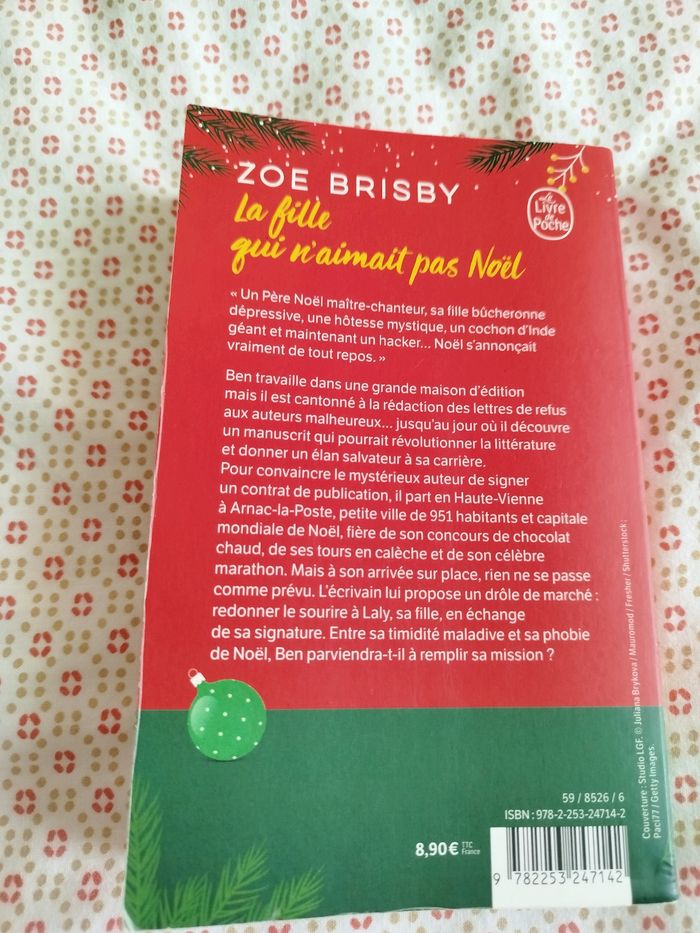 ZOE BRISBY
Le
Livre
de
Poche
La fille
qui n'aimait pas Noël
« Un Père Noël maître-chanteur, sa fille bûcheronne
dépressive, une hôtesse mystique, un cochon d'Inde
géant et maintenant un hacker... Noël s'annonçait
vraiment de tout repos. »
Ben travaille dans une grande maison d'édition
mais il est cantonné à la rédaction des lettres de refus
aux auteurs malheureux... jusqu'au jour où il découvre
un manuscrit qui pourrait révolutionner la littérature
et donner un élan salvateur à sa carrière.
Pour convaincre le mystérieux auteur de signer
un contrat de publication, il part en Haute-Vienne
à Arnac-la-Poste, petite ville de 951 habitants et capitale
mondiale de Noël, fière de son concours de chocolat
chaud, de ses tours en calèche et de son célèbre
marathon. Mais à son arrivée sur place, rien ne se passe
comme prévu. L'écrivain lui propose un drôle de marché :
redonner le sourire à Laly, sa fille, en échange
de sa signature. Entre sa timidité maladive et sa phobie
de Noël, Ben parviendra-t-il à remplir sa mission ?
Couverture : Studio LGF. © Juliana Brykova / Mauromod / Fresher / Shutterstock ;
Paci77 / Getty Images.
59 / 8526 / 6
ISBN : 978-2-253-24714-2
8,90 € TTC
France
9 782253 247142